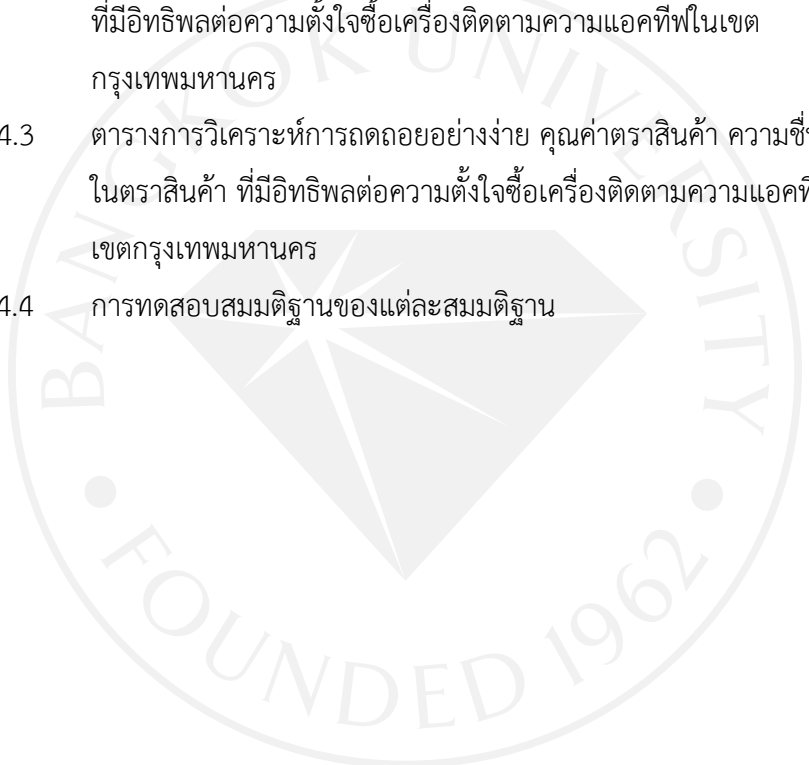 ที่มีอิทธิพลต่อความตั้งใจซื้อเครื่องติดตามความแอคทีฟในเขต
กรุงเทพมหานคร
4.3 ตารางการวิเคราะห์การถดถอยอย่างง่าย คุณค่าตราสินค้า
ในตราสินค้า ที่มีอิทธิพลต่อความตั้งใจซื้อเครื่องติดตาม
เขตกรุงเทพมหานคร
4.4 การทดสอบสมมติฐานของแต่ละสมมติฐาน
BANGKOK UNIVERSITY
FOUNDED 1962